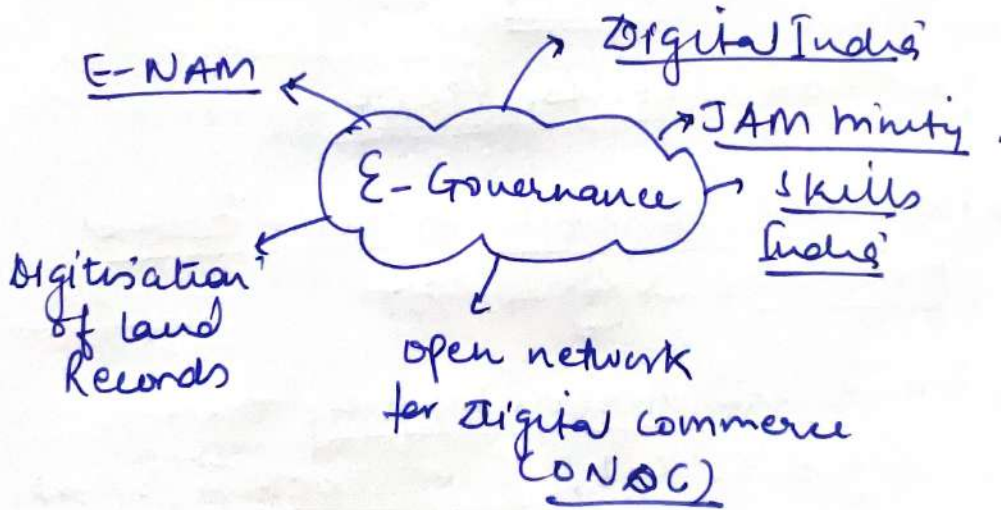 Digital India
E-NAM
JAM trinity
E-Governance
Skills
India
Digitisation
of land
Records
open network
for Digital commerce
(ONDC)